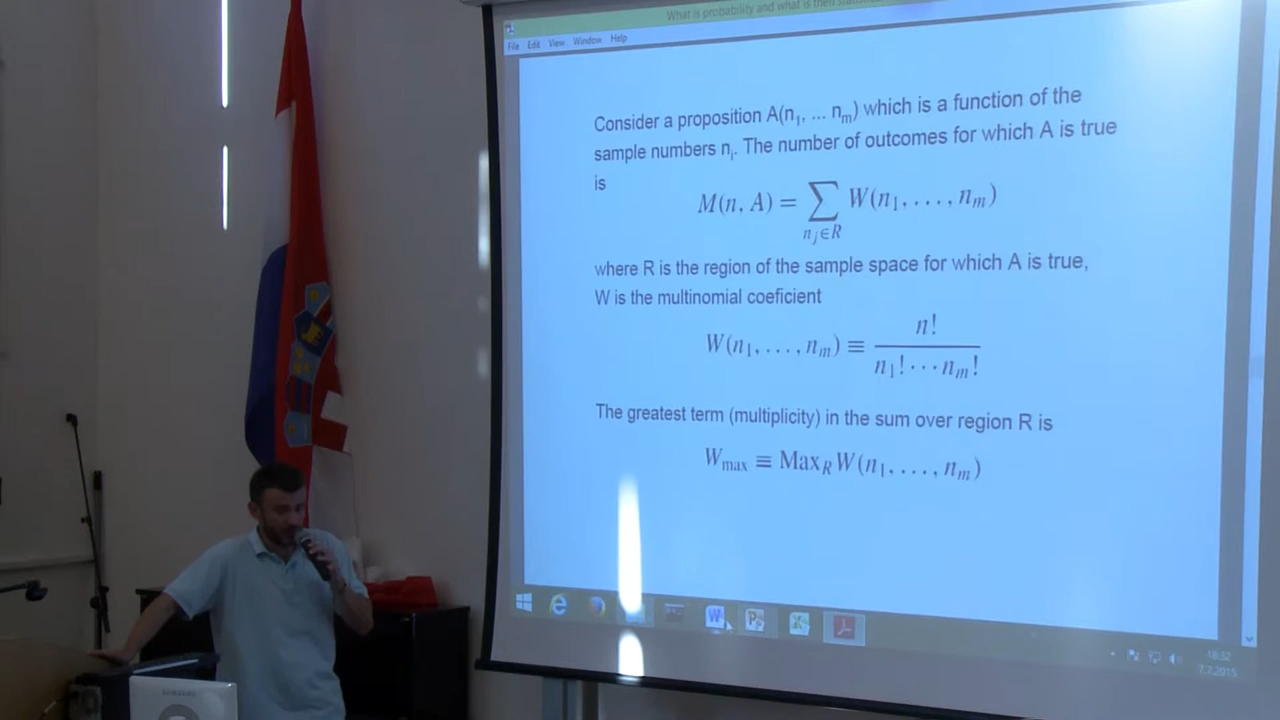 What is probability and what is then
File Edit View Window Help
Consider a proposition A(n₁, ... nₘ) which is a function of the
sample numbers nᵢ. The number of outcomes for which A is true
is
M(n, A) = ∑ W(n₁, . . . , nₘ)
nⱼ∈R
where R is the region of the sample space for which A is true,
W is the multinomial coeficient
W(n₁, . . . , nₘ) ≡ n! / n₁! · · · nₘ!
The greatest term (multiplicity) in the sum over region R is
Wmax ≡ MaxR W(n₁, . . . , nₘ)
18:32
7.7.2015
SAMSUNG